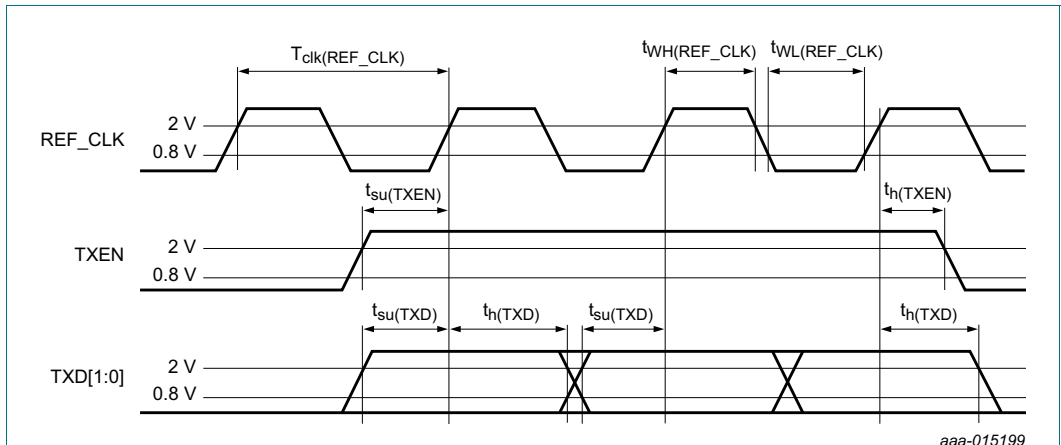 Tclk(REF_CLK)
tWH(REF_CLK)
tWL(REF_CLK)
REF_CLK
2 V
0.8 V
tsu(TXEN)
th(TXEN)
TXEN
2 V
0.8 V
tsu(TXD)
th(TXD)
tsu(TXD)
th(TXD)
TXD[1:0]
2 V
0.8 V
aaa-015199